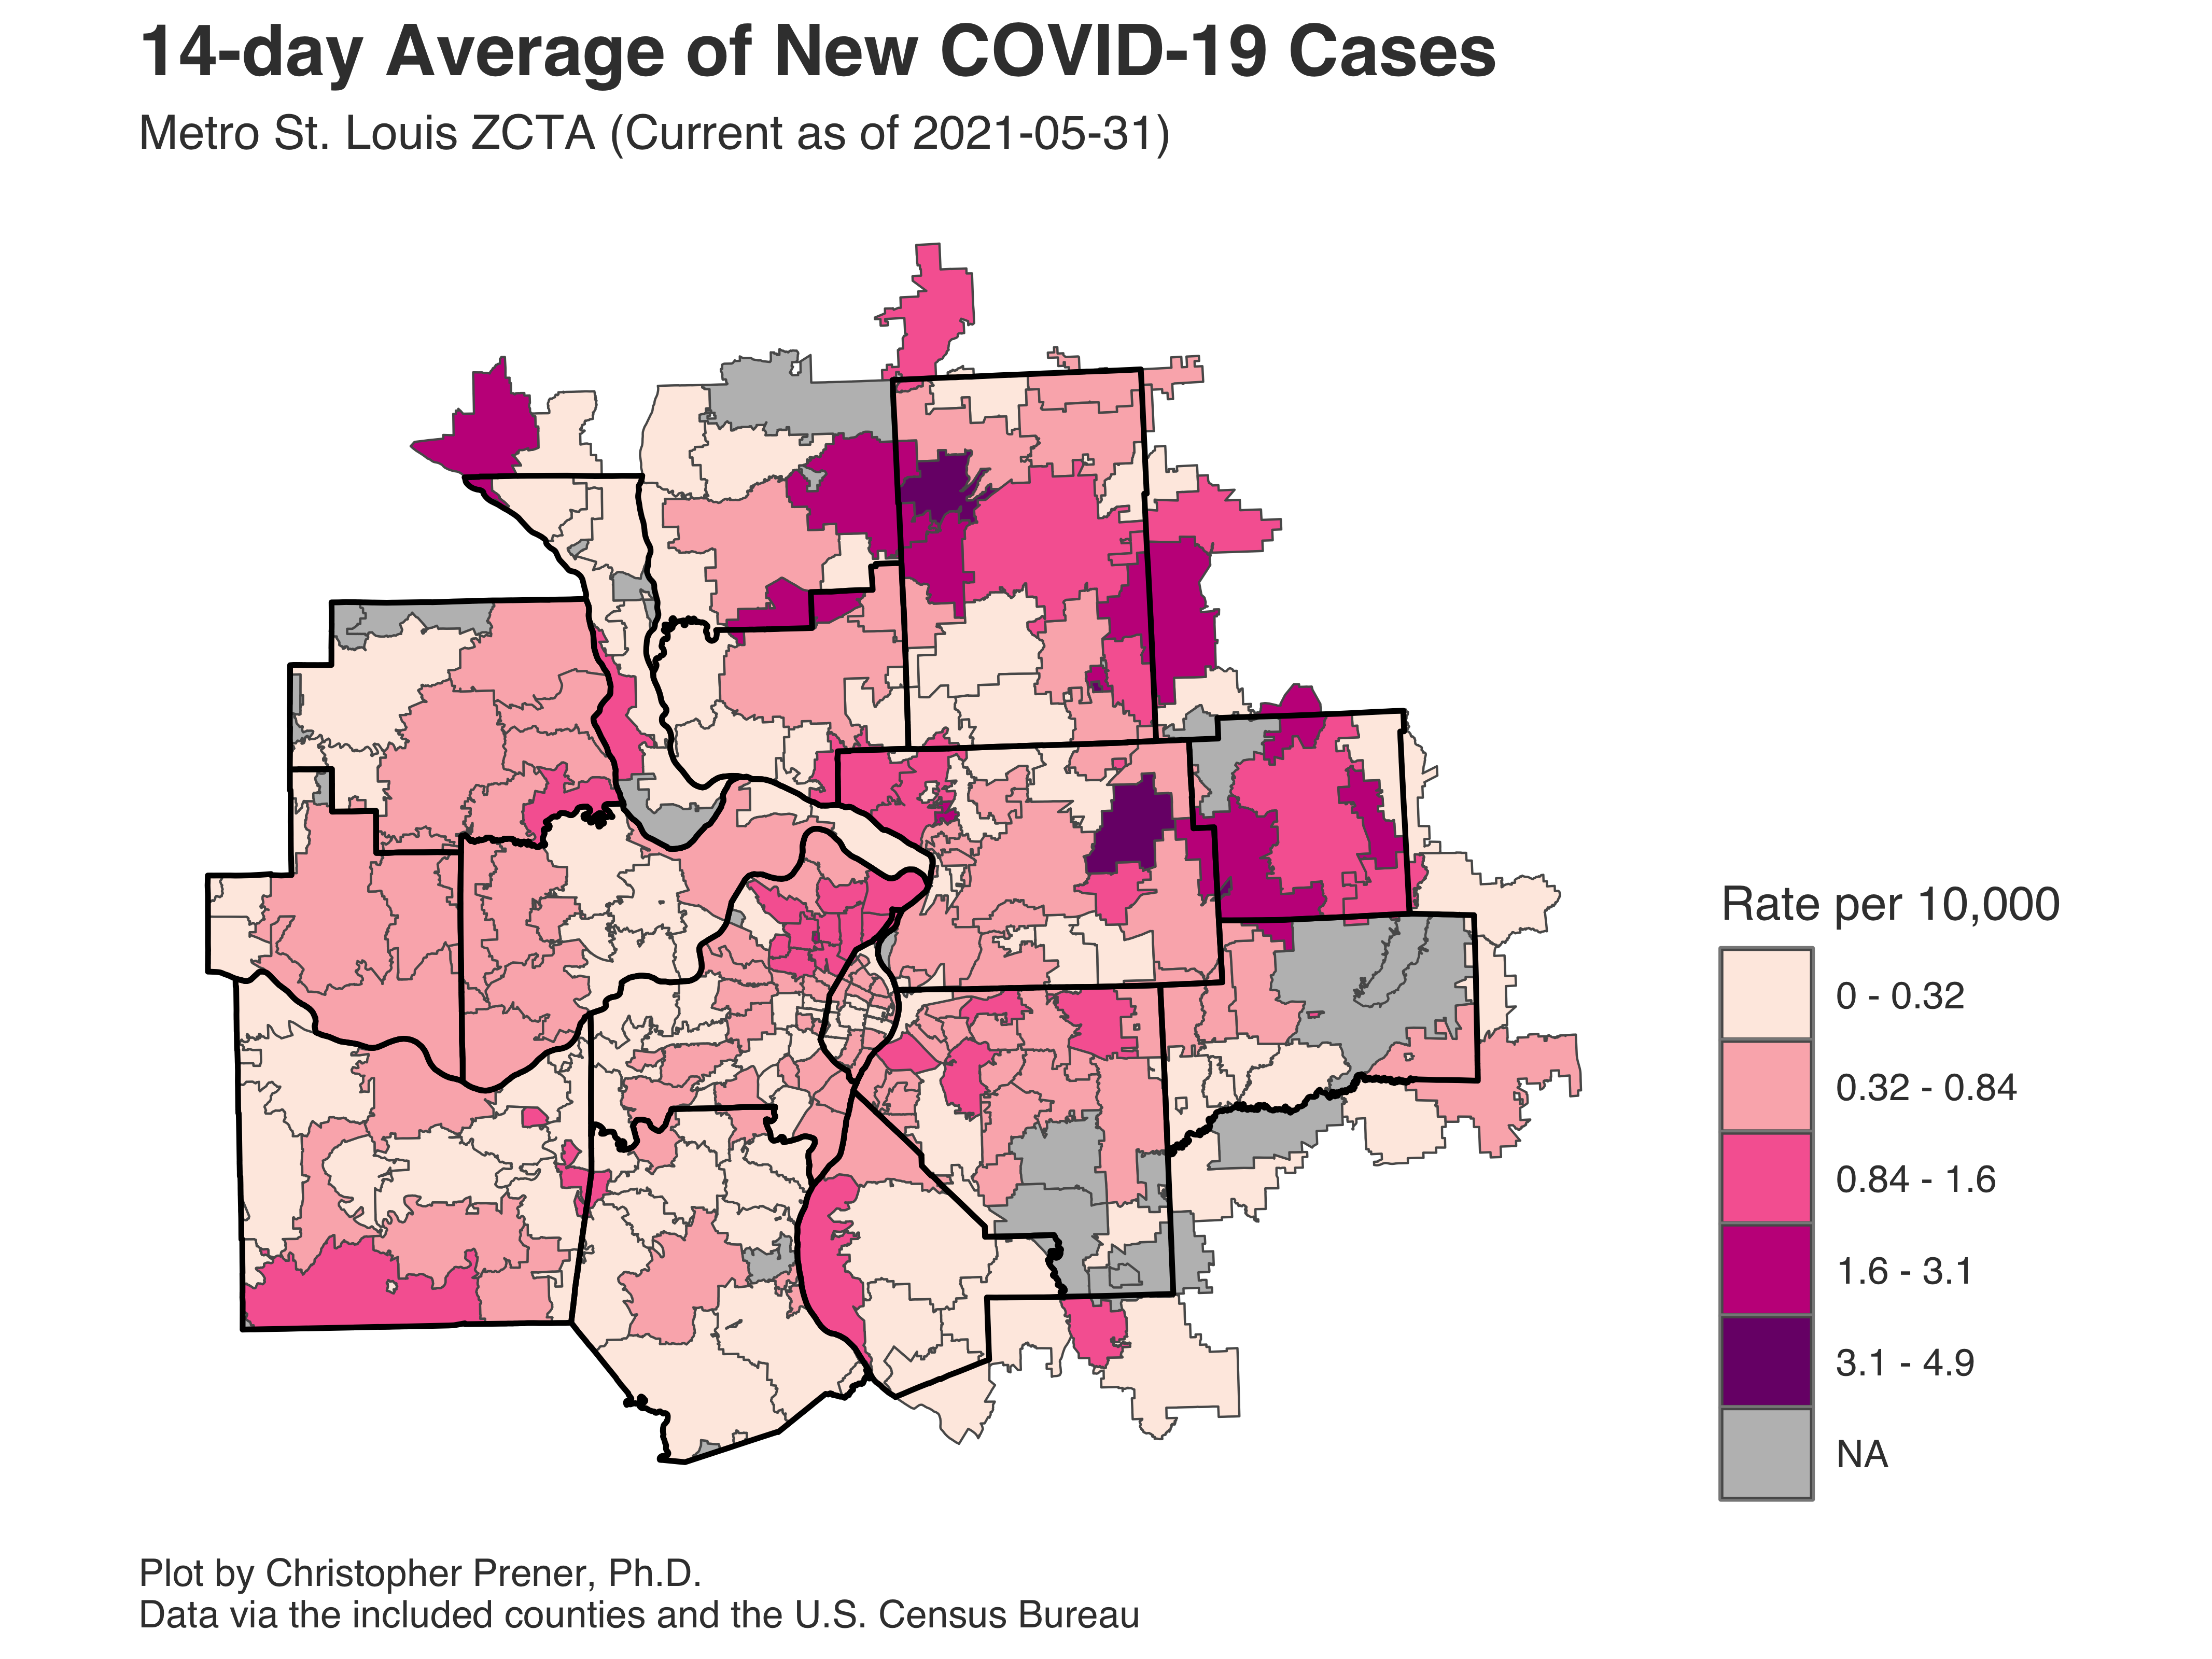 14-day Average of New COVID-19 Cases
Metro St. Louis ZCTA (Current as of 2021-05-31)
Rate per 10,000
0 - 0.32
0.32 - 0.84
0.84 - 1.6
1.6 - 3.1
3.1 - 4.9
NA
Plot by Christopher Prener, Ph.D.
Data via the included counties and the U.S. Census Bureau